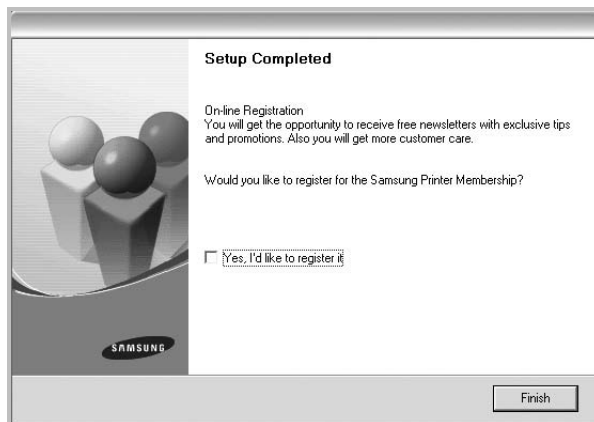 Setup Completed
On-line Registration
You will get the opportunity to receive free newsletters with exclusive tips
and promotions. Also you will get more customer care.
Would you like to register for the Samsung Printer Membership?
Yes, I'd like to register it
SAMSUNG
Finish